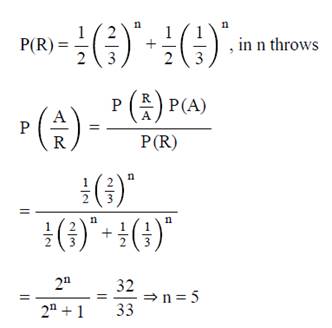 P(R) = 1/2 (2/3)^n + 1/2 (1/3)^n, in n throws
P (A/R) = P (R/A) P(A) / P(R)
= 1/2 (2/3)^n / 1/2 (2/3)^n + 1/2 (1/3)^n
= 2^n / 2^n + 1 = 32/33 ⇒ n = 5